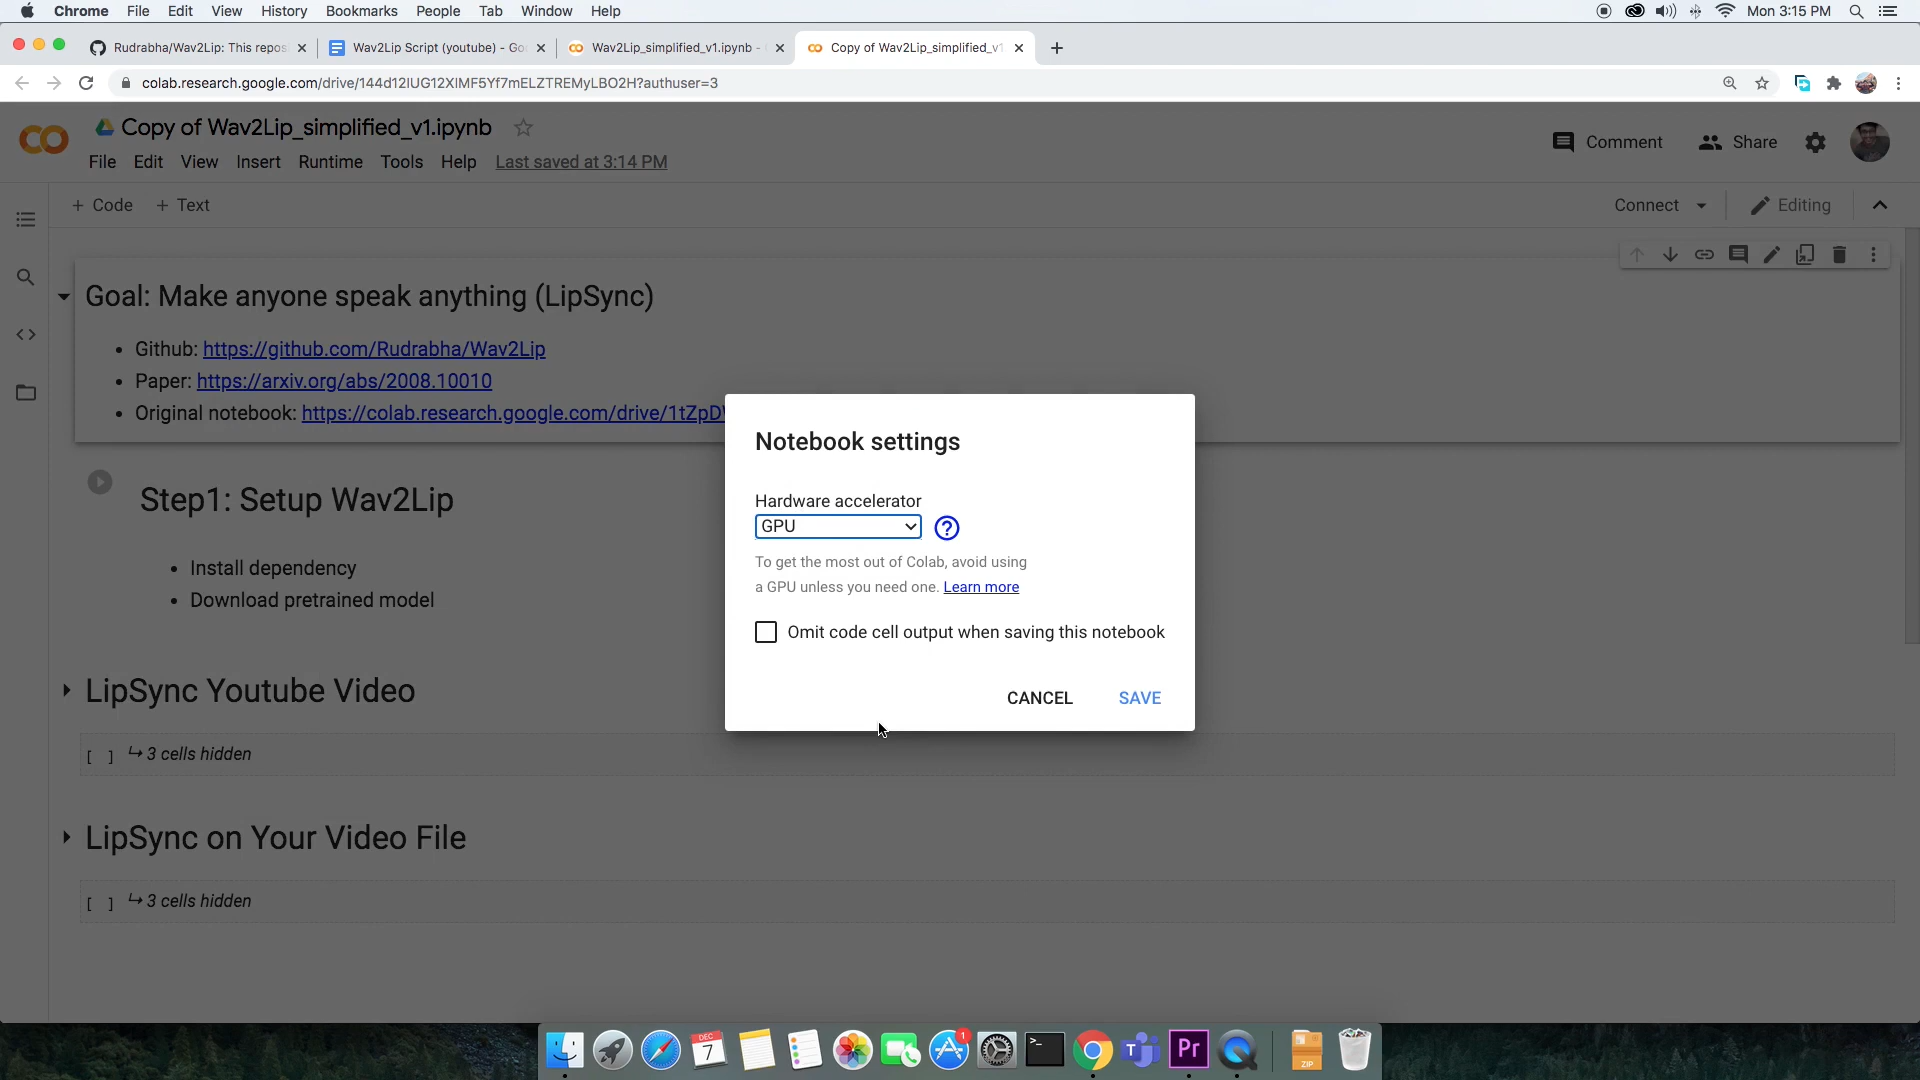 Chrome File Edit View History Bookmarks People Tab Window Help Mon 3:15 PM
Rudrabha/Wav2Lip: This repos Wav2Lip Script (youtube) - Go Wav2Lip_simplified_v1.ipynb - Copy of Wav2Lip_simplified_v1
colab.research.google.com/drive/144d12IUG12XlMF5Yf7mELZTREMyLBO2H?authuser=3
CO Copy of Wav2Lip_simplified_v1.ipynb Comment Share
File Edit View Insert Runtime Tools Help Last saved at 3:14 PM
+ Code + Text Connect Editing
Goal: Make anyone speak anything (LipSync)
• Github: https://github.com/Rudrabha/Wav2Lip
• Paper: https://arxiv.org/abs/2008.10010
• Original notebook: https://colab.research.google.com/drive/1tZpD
Notebook settings
Hardware accelerator
GPU
To get the most out of Colab, avoid using
a GPU unless you need one. Learn more
Omit code cell output when saving this notebook
CANCEL SAVE
Step1: Setup Wav2Lip
• Install dependency
• Download pretrained model
LipSync Youtube Video
[ ] ↳ 3 cells hidden
LipSync on Your Video File
[ ] ↳ 3 cells hidden
DEC
7
1
>_
T
Pr
ZIP